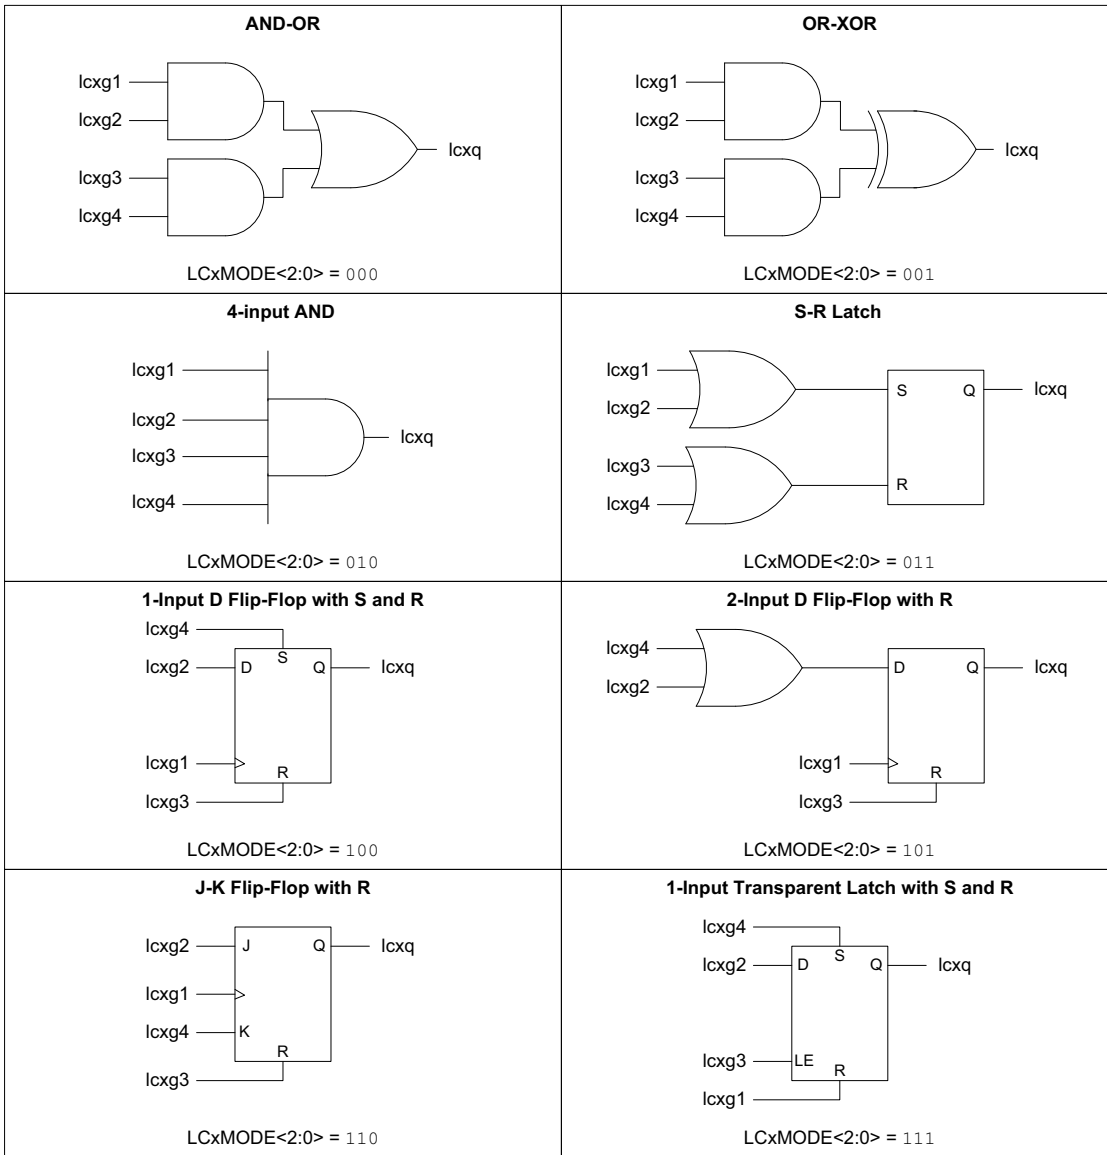 AND-OR
lcxg1
lcxg2
lcxg3
lcxg4
lcxq
LCxMODE<2:0> = 000
OR-XOR
lcxg1
lcxg2
lcxg3
lcxg4
lcxq
LCxMODE<2:0> = 001
4-input AND
lcxg1
lcxg2
lcxg3
lcxg4
lcxq
LCxMODE<2:0> = 010
S-R Latch
lcxg1
lcxg2
lcxg3
lcxg4
S
Q
R
lcxq
LCxMODE<2:0> = 011
1-Input D Flip-Flop with S and R
lcxg4
lcxg2
D
S
Q
lcxq
lcxg1
R
lcxg3
LCxMODE<2:0> = 100
2-Input D Flip-Flop with R
lcxg4
lcxg2
D
Q
lcxq
lcxg1
R
lcxg3
LCxMODE<2:0> = 101
J-K Flip-Flop with R
lcxg2
J
Q
lcxq
lcxg1
lcxg4
K
R
lcxg3
LCxMODE<2:0> = 110
1-Input Transparent Latch with S and R
lcxg4
lcxg2
D
S
Q
lcxq
lcxg3
LE
R
lcxg1
LCxMODE<2:0> = 111